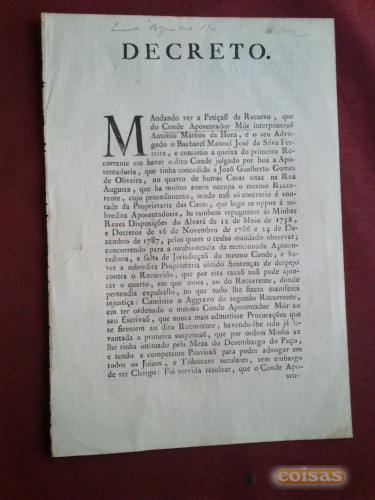 DECRETO.
MAndando ver a Petiçaõ de Recurso, que
do Conde Aposentador Mór interpozeraõ
Antonio Martins da Hora, e o seu Advo-
gado o Bacharel Manoel José da Silva Fer-
reira, e consistio a queixa do primeiro Re-
corrente em haver o dito Conde julgado por boa a Apo-
sentadoria, que tinha concedido a Joaõ Gualberto Gomes
de Oliveira, no quarto de humas Casas sitas na Rua
Augusta, que ha muitos annos occupa o mesmo Recor-
rente, cujo procedimento, sendo naõ só contrario á von-
tade da Proprietaria das Casas, que logo se oppoz á so-
bredita Aposentadoria, he tambem repugnante ás Minhas
Reaes Disposições do Alvará de 12 de Maio de 1758,
e Decretos de 16 de Novembro de 1786 e 24 de De-
zembro de 1787, pelos quaes o tenho mandado observar;
concorrendo para a insubsistencia da mencionada Aposen-
tadoria, a falta de Jurisdicçaõ do mesmo Conde, e ha-
ver a sobredita Proprietaria obtido Sentenças de despejo
contra o Recorrido, que por esta razaõ naõ póde ajun-
tar o quarto, em que mora, ao do Recorrente, donde
pertendia expulsallo, no que tudo lhe fizera manifesta
injustiça: Consistio o Aggravo do segundo Recorrente,
em ter ordenado o mesmo Conde Aposentador Mór ao
seu Escrivaõ, que nunca mais admittisse Procurações que
se fizessem ao dito Recorrente, havendo-lhe sido já le-
vantada a primeira suspensaõ, que por ordem Minha se
lhe tinha intimado pela Meza do Desembargo do Paço,
e tendo a competente Provisaõ para poder advogar em
todos os Juizos, e Tribunaes seculares, sem embargo
de ser Clerigo: Fui servida resolver, que o Conde Apo-
sen-
coisas